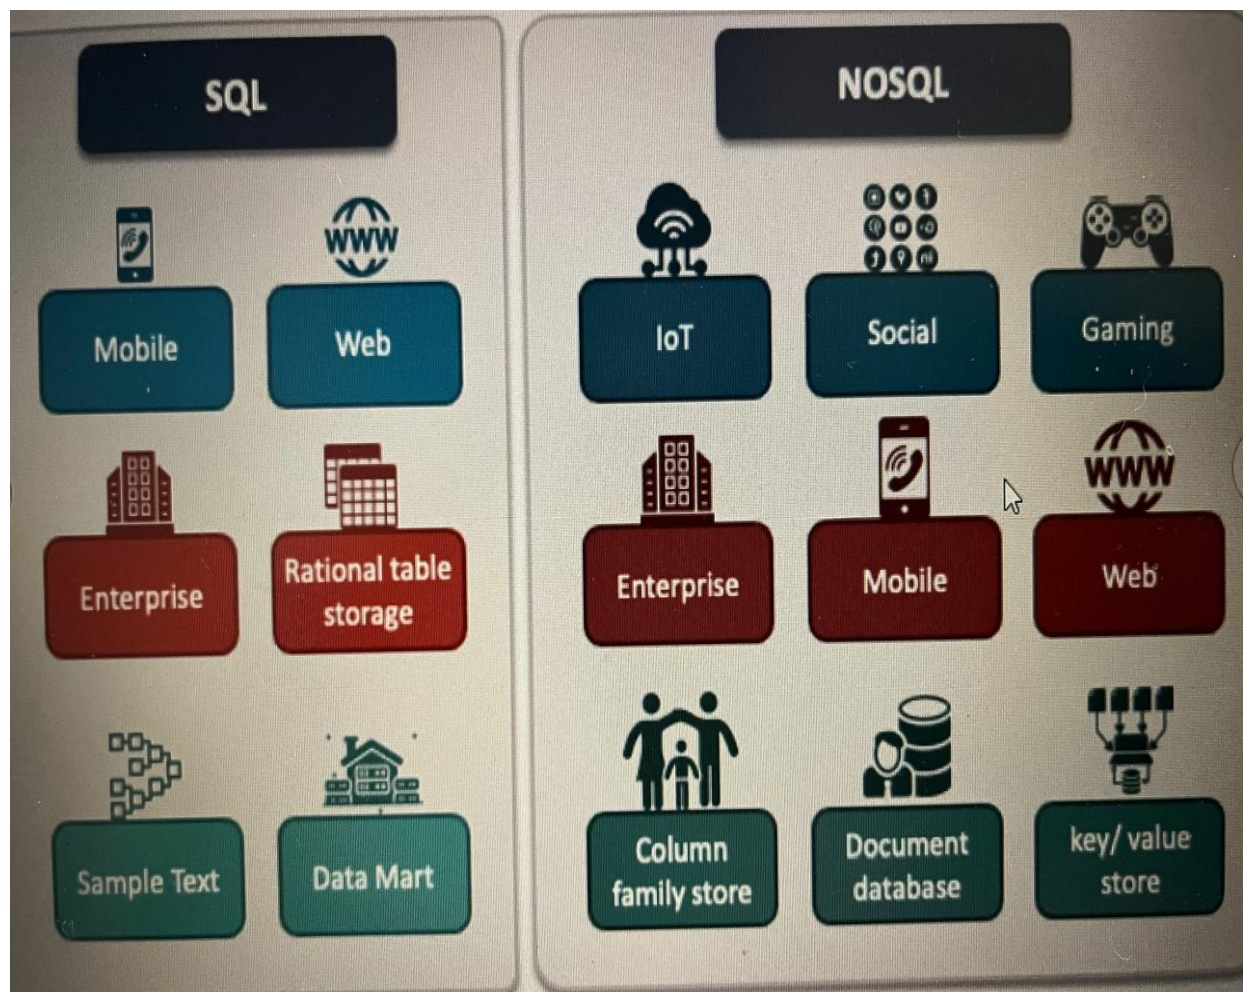 SQL
NOSQL
WWW
Mobile
Web
IoT
Social
Gaming
WWW
Enterprise
Rational table
storage
Enterprise
Mobile
Web
Sample Text
Data Mart
Column
family store
Document
database
key/ value
store